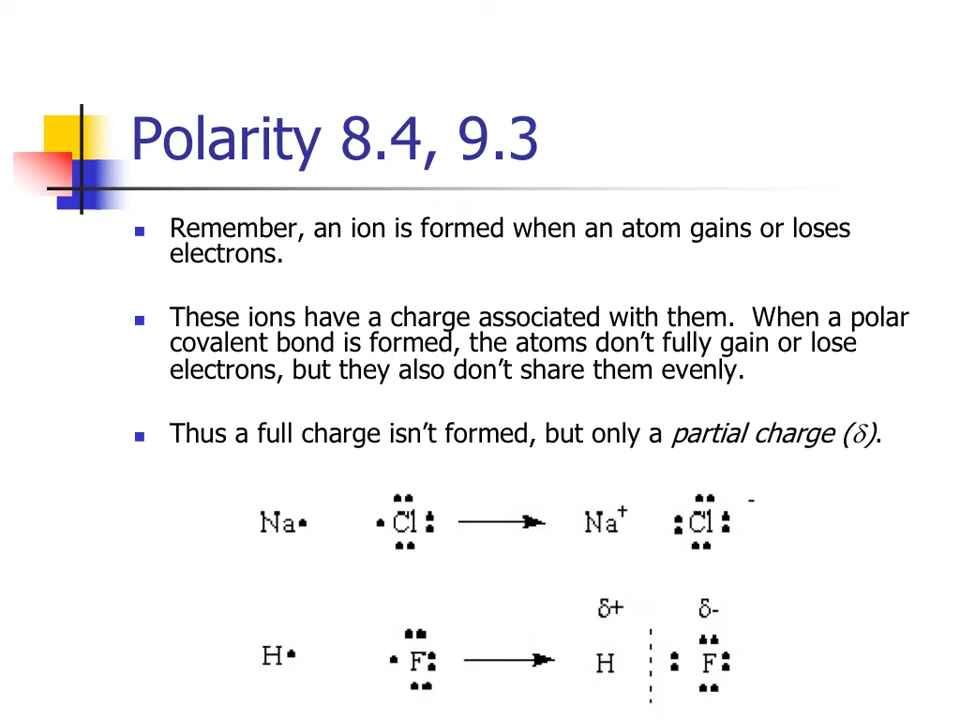 Polarity 8.4, 9.3
Remember, an ion is formed when an atom gains or loses
electrons.
These ions have a charge associated with them.  When a polar
covalent bond is formed, the atoms don’t fully gain or lose
electrons, but they also don’t share them evenly.
Thus a full charge isn’t formed, but only a partial charge (δ).
Na Cl Na+ Cl -
δ+ δ-
H F H F